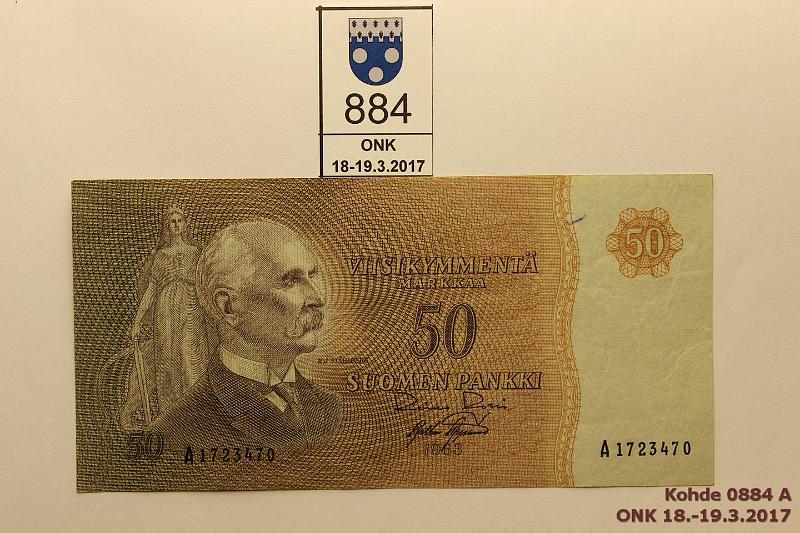 884
ONK
18-19.3.2017
50
VIISIKYMMENTÄ
MARKKAA
50
K.J. STÅHLBERG
SUOMEN PANKKI
1963
50
A1723470
A1723470
Kohde 0884 A
ONK 18.-19.3.2017